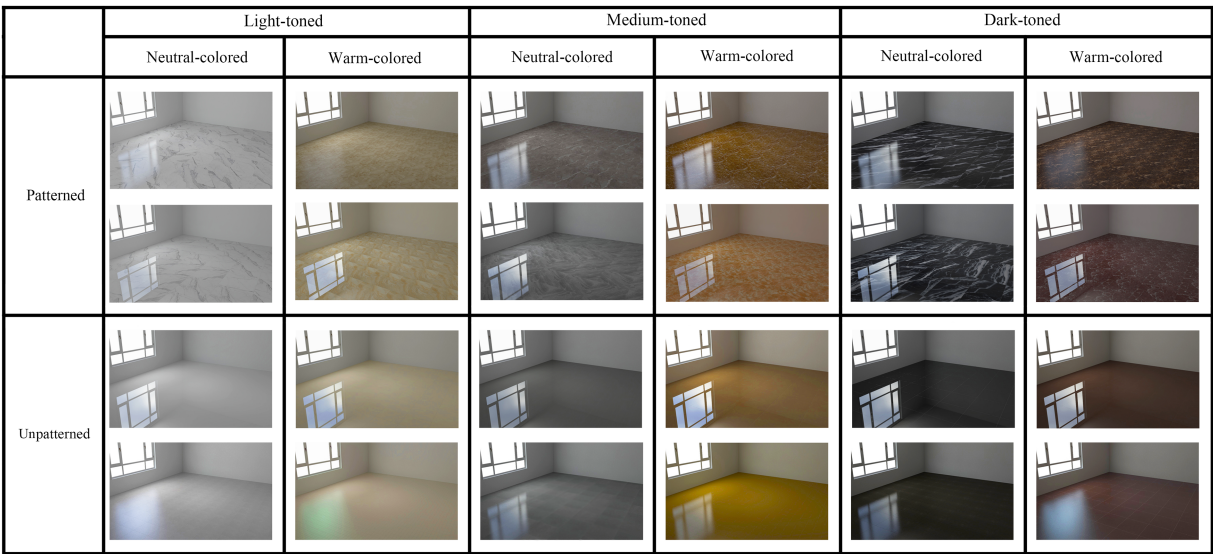 Light-toned
Medium-toned
Dark-toned
Neutral-colored
Warm-colored
Neutral-colored
Warm-colored
Neutral-colored
Warm-colored
Patterned
Unpatterned